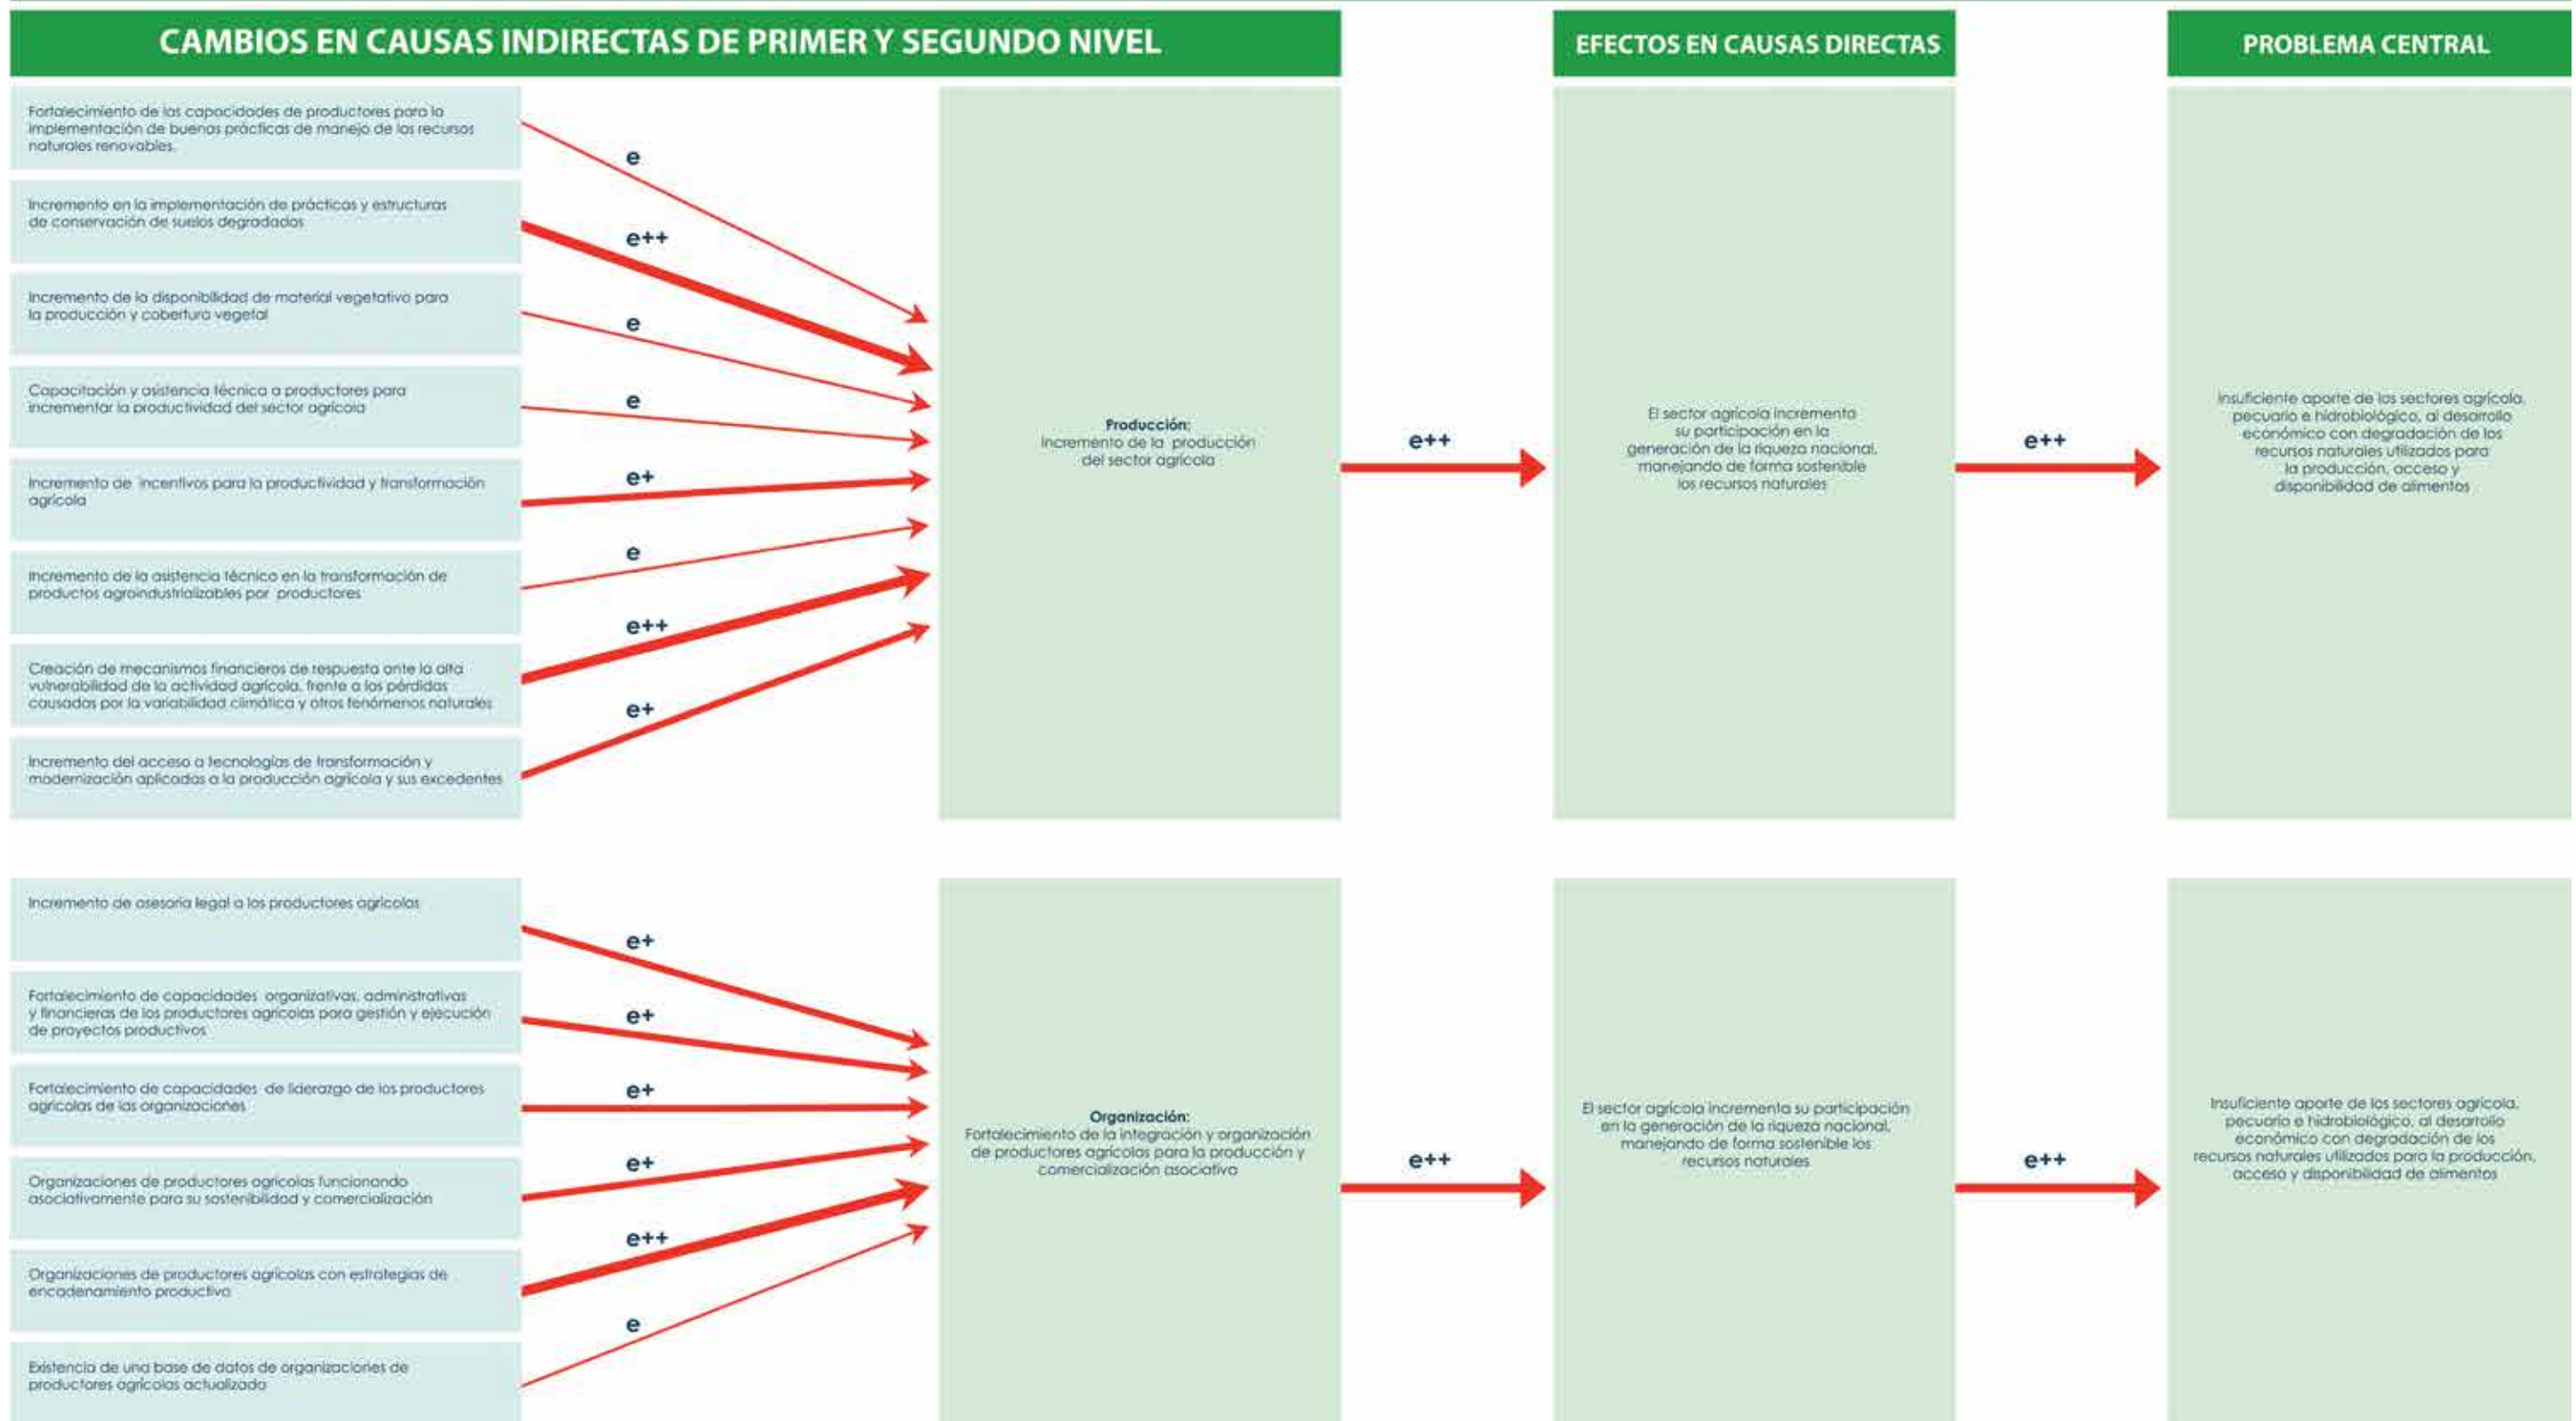 CAMBIOS EN CAUSAS INDIRECTAS DE PRIMER Y SEGUNDO NIVEL
EFECTOS EN CAUSAS DIRECTAS
PROBLEMA CENTRAL
Fortalecimiento de las capacidades de productores para la
implementación de buenas prácticas de manejo de los recursos
naturales renovables.
e
Incremento en la implementación de prácticas y estructuras
de conservación de suelos degradados
e++
Incremento de la disponibilidad de material vegetativo para
la producción y cobertura vegetal
e
Capacitación y asistencia técnica a productores para
incrementar la productividad del sector agrícola
e
Incremento de incentivos para la productividad y transformación
agrícola
e+
Incremento de la asistencia técnico en la transformación de
productos agroindustrializables por productores
e
Creación de mecanismos financieros de respuesta ante la alta
vulnerabilidad de la actividad agrícola, frente a las pérdidas
causadas por la variabilidad climática y otros fenómenos naturales
e++
Incremento del acceso a tecnologías de transformación y
modernización aplicadas a la producción agrícola y sus excedentes
e+
Producción:
Incremento de la producción
del sector agrícola
e++
El sector agrícola incrementa
su participación en la
generación de la riqueza nacional,
manejando de forma sostenible
los recursos naturales
e++
Insuficiente aporte de los sectores agrícola,
pecuario e hidrobiológico, al desarrollo
económico con degradación de los
recursos naturales utilizados para
la producción, acceso y
disponibilidad de alimentos
Incremento de asesoría legal a los productores agrícolas
e+
Fortalecimiento de capacidades organizativas, administrativas
y financieras de los productores agrícolas para gestión y ejecución
de proyectos productivos
e+
Fortalecimiento de capacidades de liderazgo de los productores
agrícolas de las organizaciones
e+
Organizaciones de productores agrícolas funcionando
asociativamente para su sostenibilidad y comercialización
e+
Organizaciones de productores agrícolas con estrategias de
encadenamiento productivo
e++
Existencia de una base de datos de organizaciones de
productores agrícolas actualizado
e
Organización:
Fortalecimiento de la integración y organización
de productores agrícolas para la producción y
comercialización asociativa
e++
El sector agrícola incrementa su participación
en la generación de la riqueza nacional,
manejando de forma sostenible los
recursos naturales
e++
Insuficiente aporte de los sectores agrícola,
pecuario e hidrobiológico, al desarrollo
económico con degradación de los
recursos naturales utilizados para la producción,
acceso y disponibilidad de alimentos